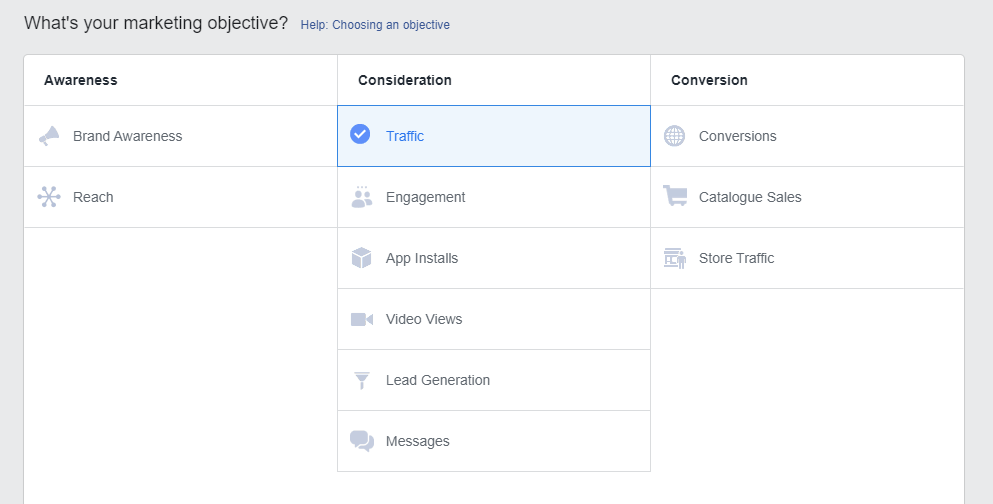 What's your marketing objective? Help: Choosing an objective
Awareness Consideration Conversion
Brand Awareness Traffic Conversions
Reach Engagement Catalogue Sales
App Installs Store Traffic
Video Views
Lead Generation
Messages